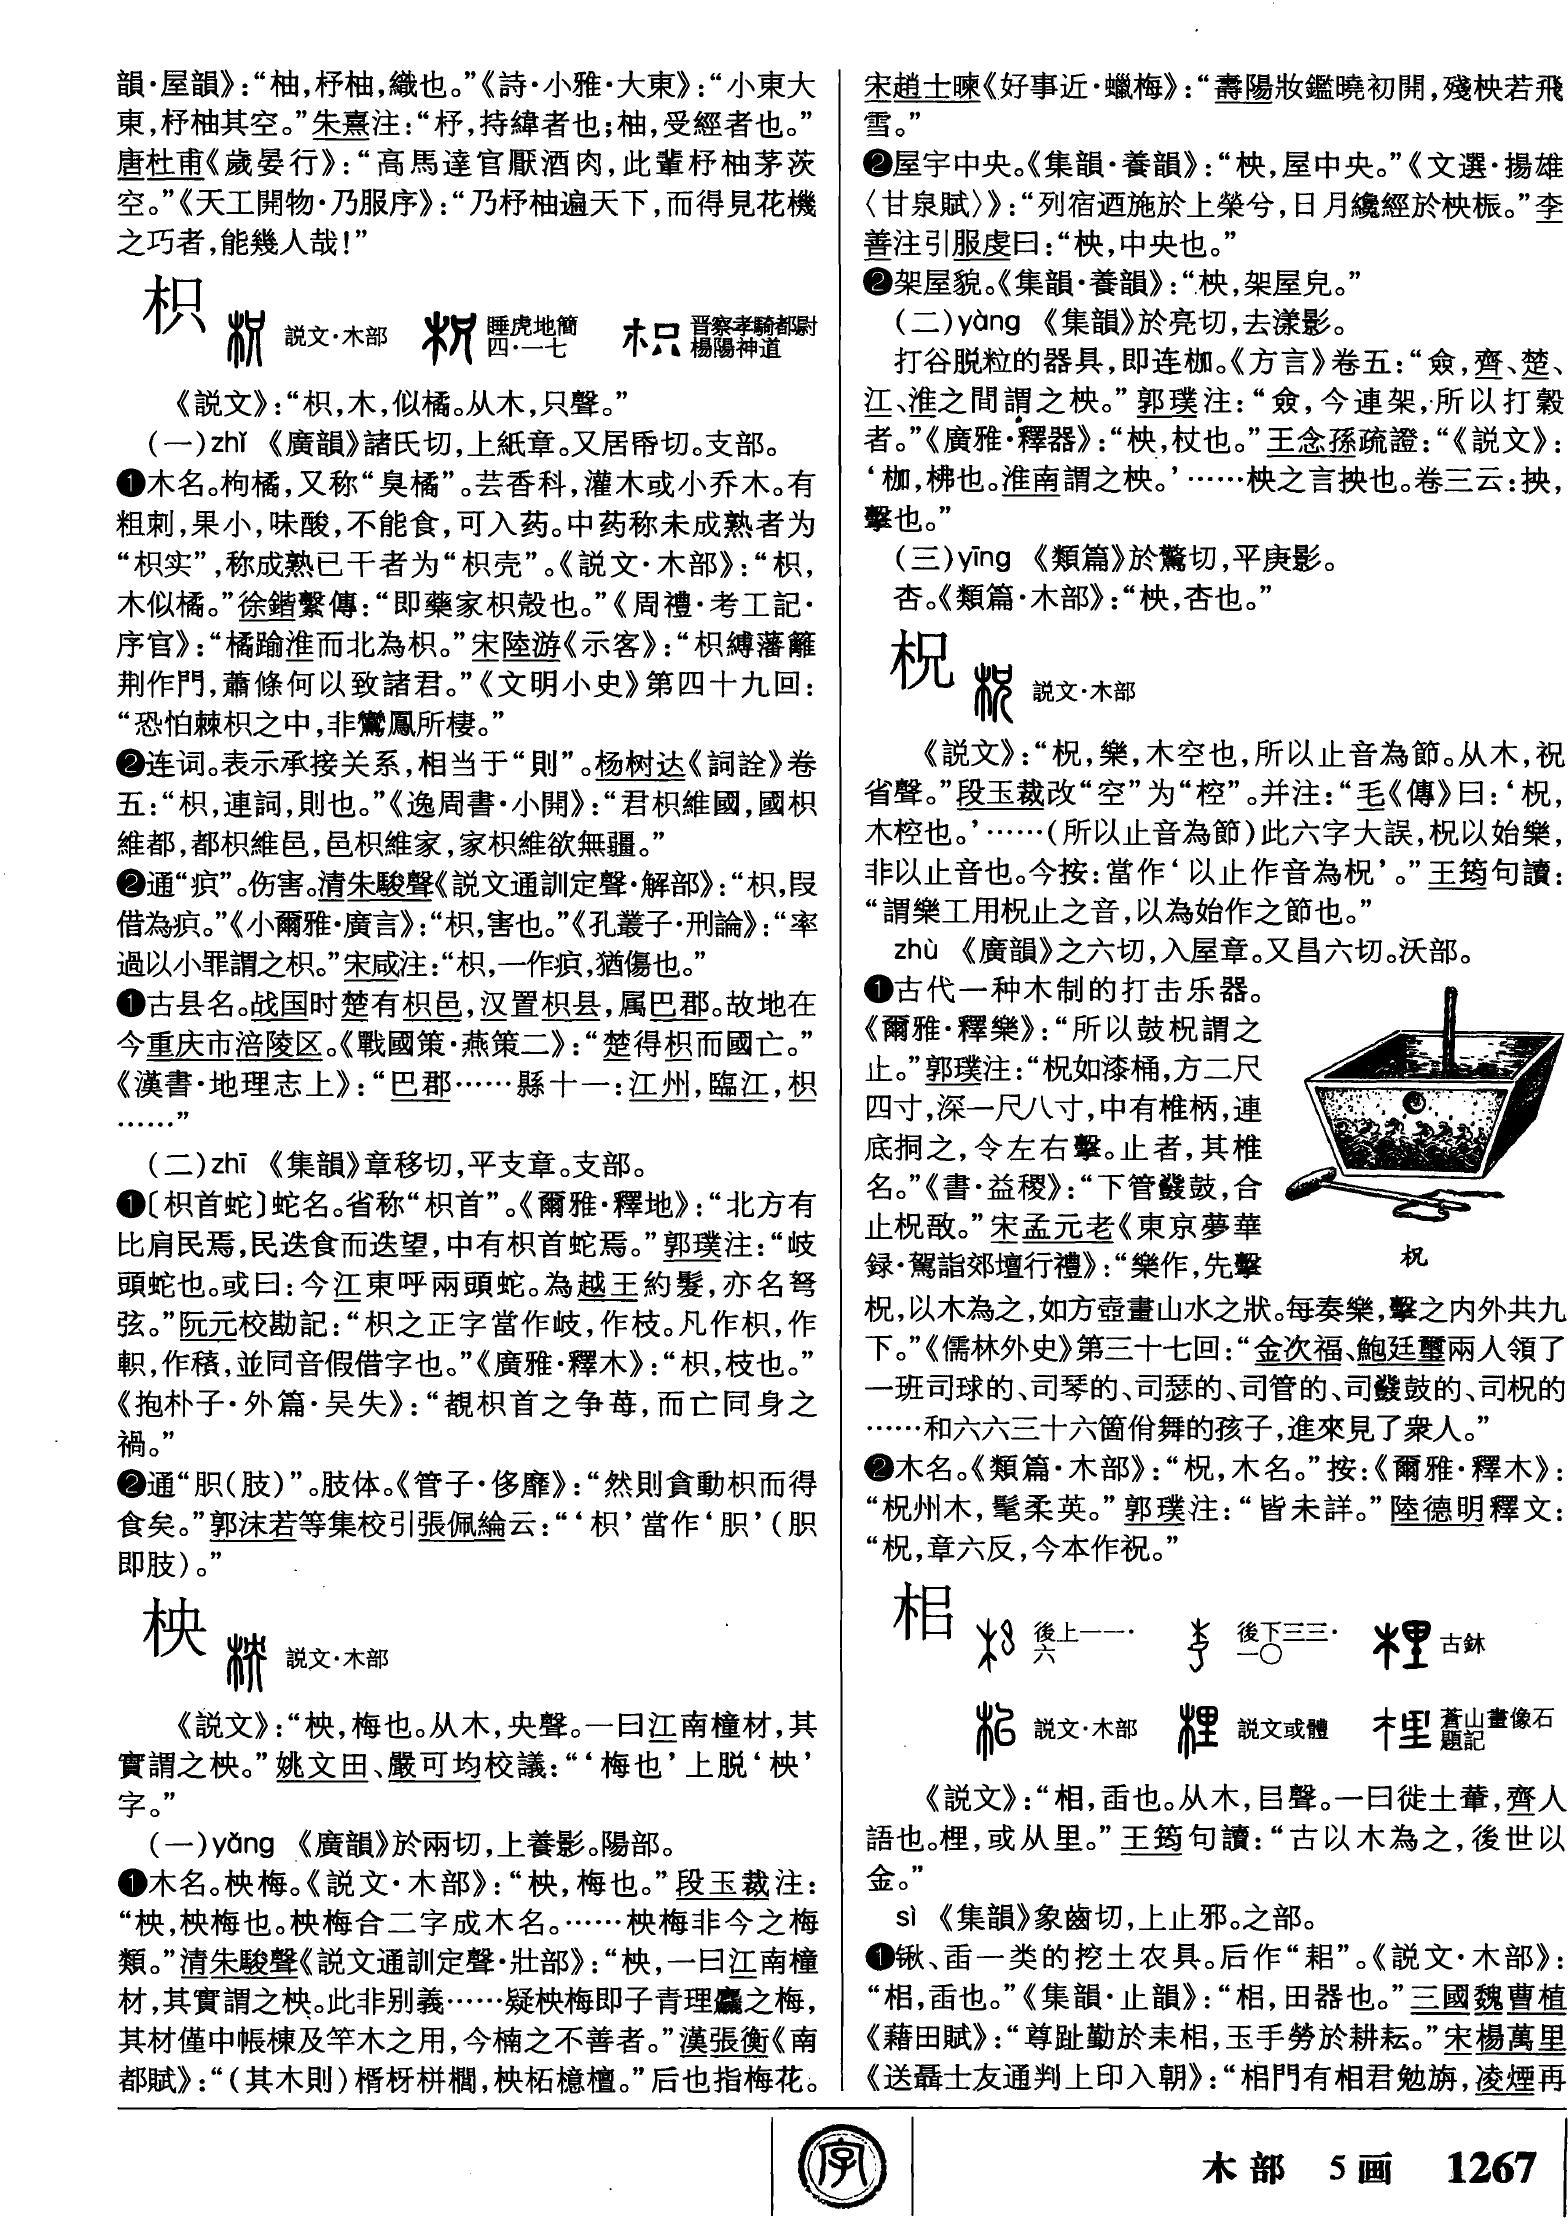 韻·屋韻》：“柚，杼柚，織也。”《詩·小雅·大東》：“小東大
東，杼柚其空。”朱熹注：“杼，持緯者也；柚，受經者也。”
唐杜甫《歲晏行》：“高馬達官厭酒肉，此輩杼柚茅茨
空。”《天工開物·乃服序》：“乃杼柚遍天下，而得見花機
之巧者，能幾人哉！”
枳
説文·木部
睡虎地簡
四·一七
晋察孝騎都尉
楊陽神道
《説文》：“枳，木，似橘。从木，只聲。”
（一）zhǐ 《廣韻》諸氏切，上紙章。又居帋切。支部。
❶木名。枸橘，又称“臭橘”。芸香科，灌木或小乔木。有
粗刺，果小，味酸，不能食，可入药。中药称未成熟者为
“枳实”，称成熟已干者为“枳壳”。《説文·木部》：“枳，
木似橘。”徐鍇繫傳：“即藥家枳殼也。”《周禮·考工記·
序官》：“橘踰淮而北為枳。”宋陸游《示客》：“枳縛藩籬
荆作門，蕭條何以致諸君。”《文明小史》第四十九回：
“恐怕棘枳之中，非鸞鳳所棲。”
❷连词。表示承接关系，相当于“則”。杨树达《詞詮》卷
五：“枳，連詞，則也。”《逸周書·小開》：“君枳維國，國枳
維都，都枳維邑，邑枳維家，家枳維欲無疆。”
❷通“疻”。伤害。清朱駿聲《説文通訓定聲·解部》：“枳，叚
借為疻。”《小爾雅·廣言》：“枳，害也。”《孔叢子·刑論》：“率
過以小罪謂之枳。”宋咸注：“枳，一作疻，猶傷也。”
❶古县名。战国时楚有枳邑，汉置枳县，属巴郡。故地在
今重庆市涪陵区。《戰國策·燕策二》：“楚得枳而國亡。”
《漢書·地理志上》：“巴郡……縣十一：江州，臨江，枳
……”
（二）zhī 《集韻》章移切，平支章。支部。
❶〔枳首蛇〕蛇名。省称“枳首”。《爾雅·釋地》：“北方有
比肩民焉，民迭食而迭望，中有枳首蛇焉。”郭璞注：“岐
頭蛇也。或曰：今江東呼兩頭蛇。為越王約髮，亦名弩
弦。”阮元校勘記：“枳之正字當作岐，作枝。凡作枳，作
軹，作䅩，並同音假借字也。”《廣雅·釋木》：“枳，枝也。”
《抱朴子·外篇·吴失》：“覩枳首之争苺，而亡同身之
禍。”
❷通“胑（肢）”。肢体。《管子·侈靡》：“然則貪動枳而得
食矣。”郭沫若等集校引張佩綸云：“‘枳’當作‘胑’（胑
即肢）。”
柍
説文·木部
《説文》：“柍，梅也。从木，央聲。一曰江南橦材，其
實謂之柍。”姚文田、嚴可均校議：“‘梅也’上脱‘柍’
字。”
（一）yǎng 《廣韻》於兩切，上養影。陽部。
❶木名。柍梅。《説文·木部》：“柍，梅也。”段玉裁注：
“柍，柍梅也。柍梅合二字成木名。……柍梅非今之梅
類。”清朱駿聲《説文通訓定聲·壯部》：“柍，一曰江南橦
材，其實謂之柍。此非别義……疑柍梅即子青理麤之梅，
其材僅中帳棟及竿木之用，今楠之不善者。”漢張衡《南
都賦》：“（其木則）楈枒栟櫚，柍柘檍檀。”后也指梅花。
宋趙士暕《好事近·蠟梅》：“壽陽妝鑑曉初開，殘柍若飛
雪。”
❷屋宇中央。《集韻·養韻》：“柍，屋中央。”《文選·揚雄
〈甘泉賦〉》：“列宿迺施於上榮兮，日月纔經於柍桭。”李
善注引服虔曰：“柍，中央也。”
❷架屋貌。《集韻·養韻》：“柍，架屋皃。”
（二）yàng 《集韻》於亮切，去漾影。
打谷脱粒的器具，即连枷。《方言》卷五：“僉，齊、楚、
江、淮之間謂之柍。”郭璞注：“僉，今連架，所以打穀
者。”《廣雅·釋器》：“柍，杖也。”王念孫疏證：“《説文》：
‘枷，柫也。淮南謂之柍。’……柍之言抰也。卷三云：抰，
擊也。”
（三）yīng 《類篇》於驚切，平庚影。
杏。《類篇·木部》：“柍，杏也。”
柷
説文·木部
《説文》：“柷，樂，木空也，所以止音為節。从木，祝
省聲。”段玉裁改“空”为“椌”。并注：“毛《傳》曰：‘柷，
木椌也。’……（所以止音為節）此六字大誤，柷以始樂，
非以止音也。今按：當作‘以止作音為柷’。”王筠句讀：
“謂樂工用柷止之音，以為始作之節也。”
zhù 《廣韻》之六切，入屋章。又昌六切。沃部。
❶古代一种木制的打击乐器。
《爾雅·釋樂》：“所以鼓柷謂之
止。”郭璞注：“柷如漆桶，方二尺
四寸，深一尺八寸，中有椎柄，連
底挏之，令左右擊。止者，其椎
名。”《書·益稷》：“下管鼗鼓，合
止柷敔。”宋孟元老《東京夢華
録·駕詣郊壇行禮》：“樂作，先擊
柷，以木為之，如方壺畫山水之狀。每奏樂，擊之内外共九
下。”《儒林外史》第三十七回：“金次福、鮑廷璽兩人領了
一班司球的、司琴的、司瑟的、司管的、司鼗鼓的、司柷的
……和六六三十六箇佾舞的孩子，進來見了衆人。”
❷木名。《類篇·木部》：“柷，木名。”按：《爾雅·釋木》：
“柷州木，髦柔英。”郭璞注：“皆未詳。”陸德明釋文：
“柷，章六反，今本作祝。”
柷
梠
後上一一·
六
後下三三·
一〇
古鉨
説文·木部
説文或體
蒼山畫像石
題記
《説文》：“梠，臿也。从木，㠯聲。一曰徙土輂，齊人
語也。梩，或从里。”王筠句讀：“古以木為之，後世以
金。”
sì 《集韻》象齒切，上止邪。之部。
❶锹、臿一类的挖土农具。后作“耜”。《説文·木部》：
“梠，臿也。”《集韻·止韻》：“梠，田器也。”三國魏曹植
《藉田賦》：“尊趾勤於耒梠，玉手勞於耕耘。”宋楊萬里
《送聶士友通判上印入朝》：“相門有相君勉旃，凌煙再
木部 5画 1267